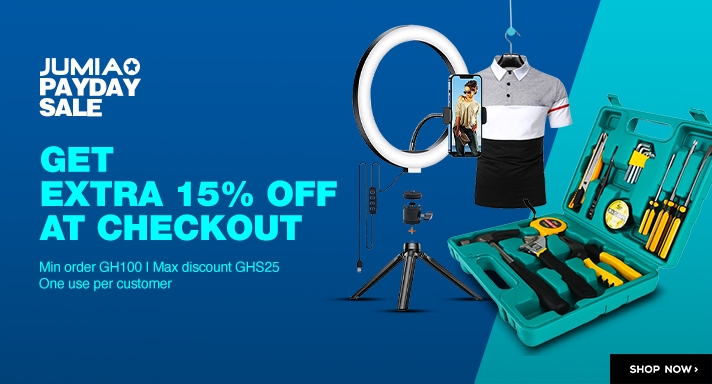 JUMIA
PAYDAY
SALE
GET
EXTRA 15% OFF
AT CHECKOUT
Min order GH100 I Max discount GHS25
One use per customer
SHOP NOW ›